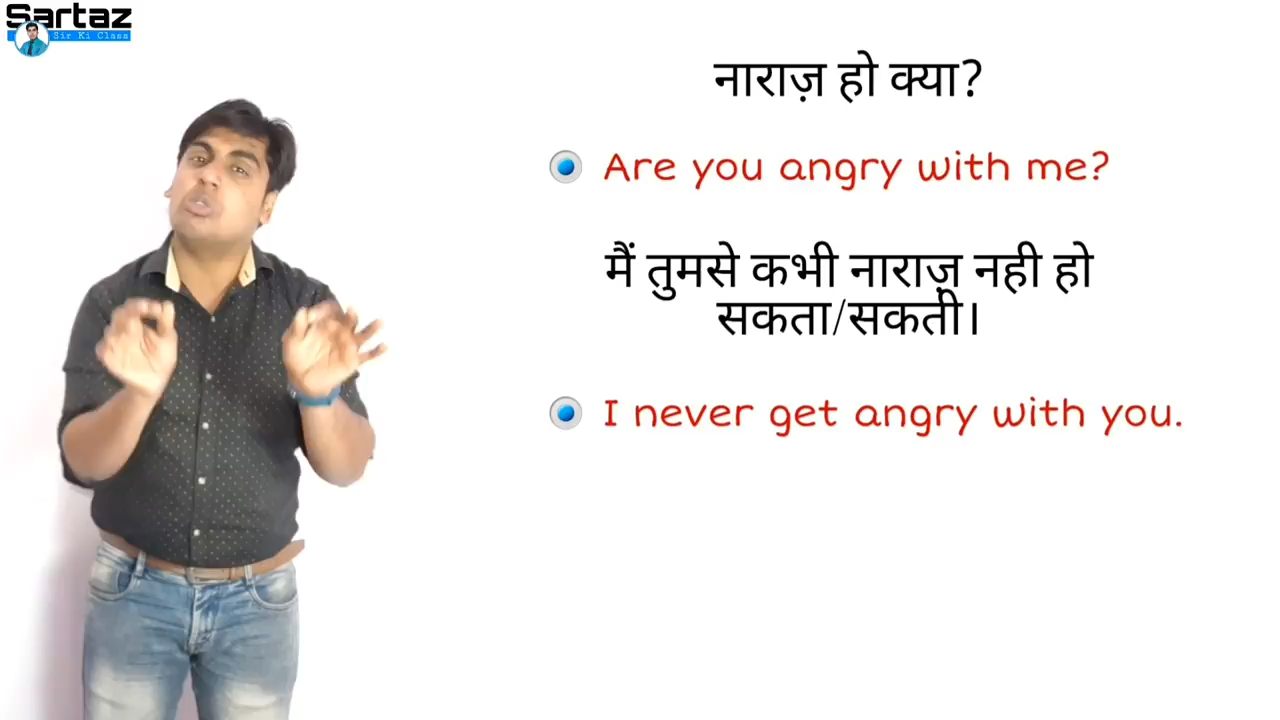 Sartaz
Sir Ki Class
नाराज़ हो क्या?
Are you angry with me?
मैं तुमसे कभी नाराज़ नही हो
सकता/सकती।
I never get angry with you.